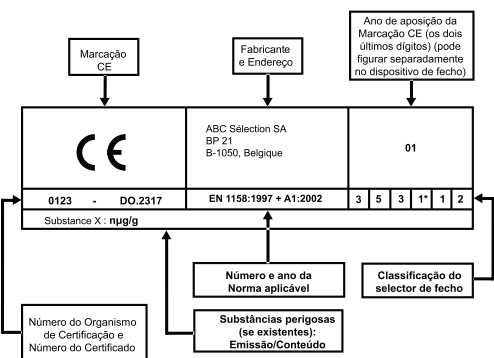 Marcação
CE
Fabricante
e Endereço
Ano de aposição da
Marcação CE (os dois
últimos dígitos) (pode
figurar separadamente
no dispositivo de fecho)
CE
ABC Sélection SA
BP 21
B-1050, Belgique
01
0123 - DO.2317
EN 1158:1997 + A1:2002
3 5 3 1* 1 2
Substance X : nµg/g
Número e ano da
Norma aplicável
Classificação do
selector de fecho
Número do Organismo
de Certificação e
Número do Certificado
Substâncias perigosas
(se existentes):
Emissão/Conteúdo